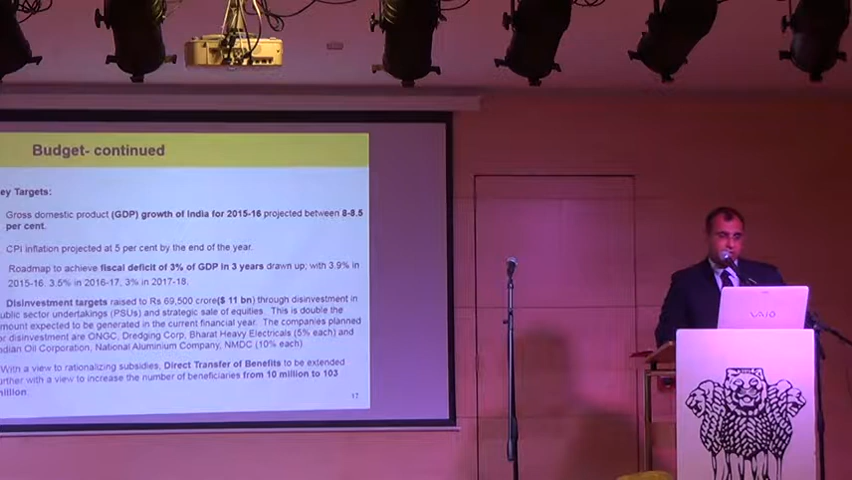 Budget- continued
ey Targets:
Gross domestic product (GDP) growth of India for 2015-16 projected between 8-8.5
per cent.
CPI inflation projected at 5 per cent by the end of the year.
Roadmap to achieve fiscal deficit of 3% of GDP in 3 years drawn up; with 3.9% in
2015-16, 3.5% in 2016-17, 3% in 2017-18.
Disinvestment targets raised to Rs 69,500 crore($ 11 bn) through disinvestment in
ublic sector undertakings (PSUs) and strategic sale of equities. This is double the
mount expected to be generated in the current financial year. The companies planned
or disinvestment are ONGC, Dredging Corp, Bharat Heavy Electricals (5% each) and
ndian Oil Corporation, National Aluminium Company, NMDC (10% each)
With a view to rationalizing subsidies, Direct Transfer of Benefits to be extended
urther with a view to increase the number of beneficiaries from 10 million to 103
million.
17
VAIO